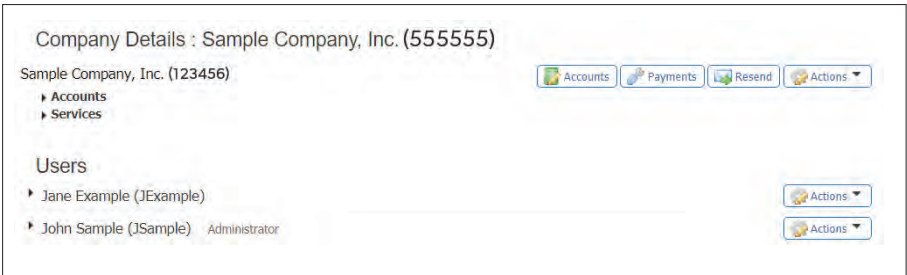 Company Details : Sample Company, Inc. (555555)
Sample Company, Inc. (123456)
Accounts Payments Resend Actions
Accounts
Services
Users
Jane Example (JExample) Actions
John Sample (JSample) Administrator Actions